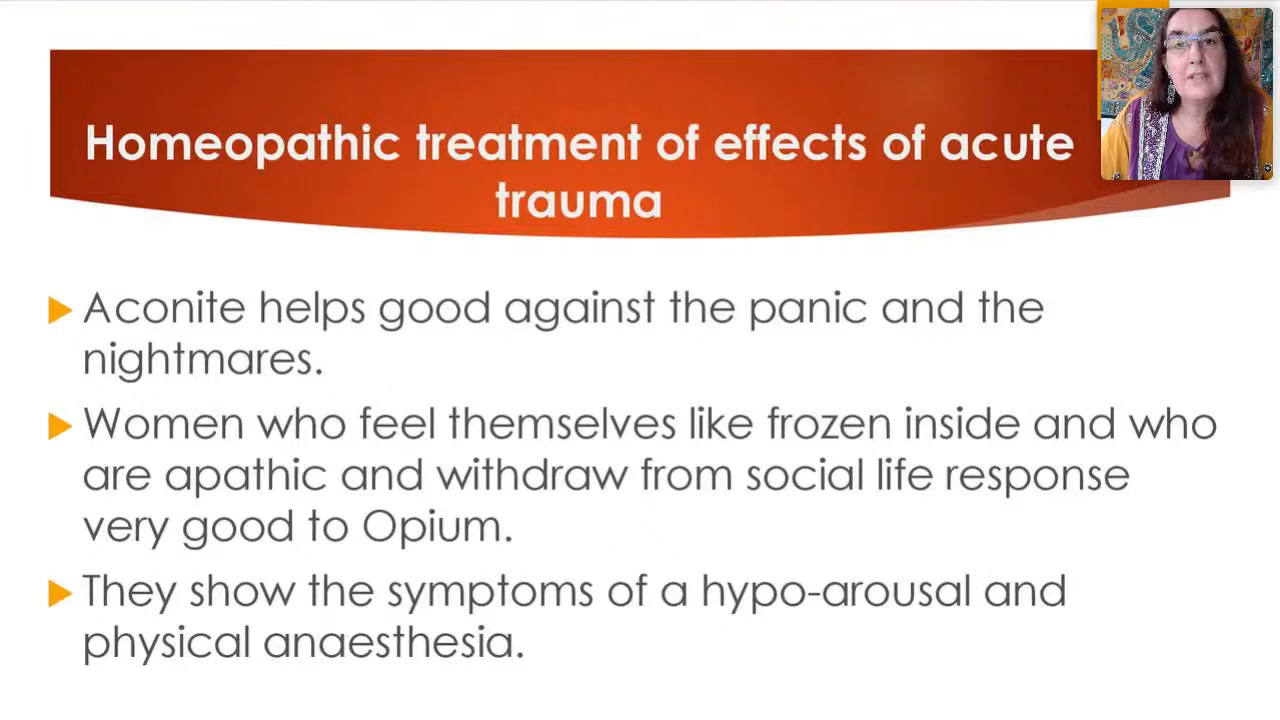 Homeopathic treatment of effects of acute
trauma
Aconite helps good against the panic and the
nightmares.
Women who feel themselves like frozen inside and who
are apathic and withdraw from social life response
very good to Opium.
They show the symptoms of a hypo-arousal and
physical anaesthesia.